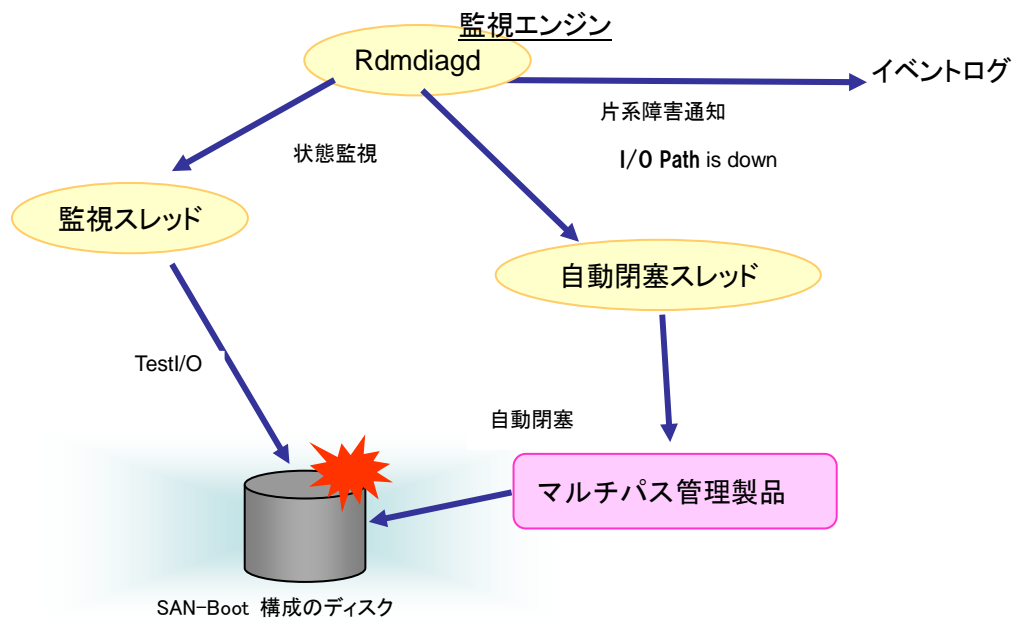 監視エンジン
Rdmdiagd
イベントログ
片系障害通知
状態監視
I/O Path is down
監視スレッド
自動閉塞スレッド
TestI/O
自動閉塞
マルチパス管理製品
SAN-Boot 構成のディスク